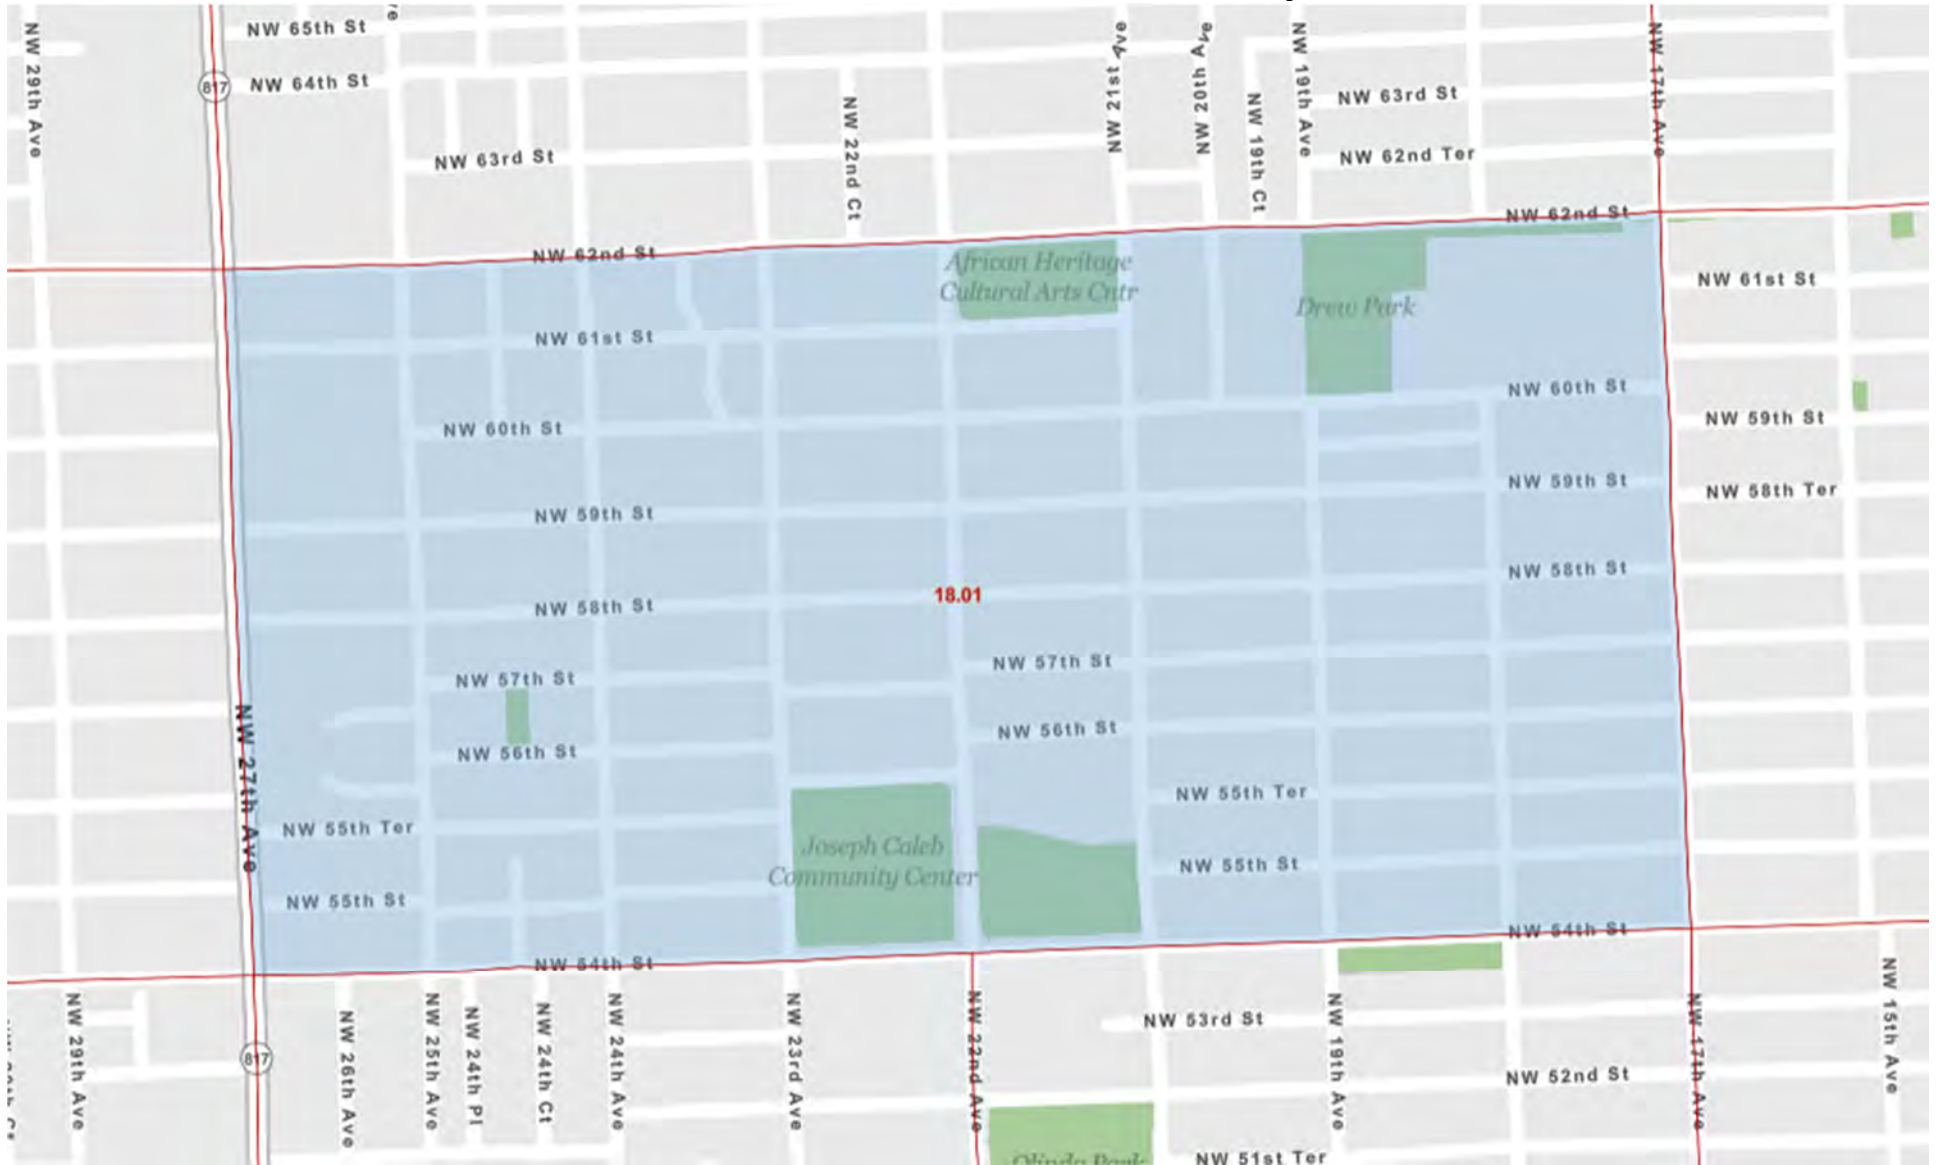 NW 65th St
NW 64th St
817
NW 29th Ave
NW 63rd St
NW 22nd Ct
NW 21st Ave
NW 20th Ave
NW 19th Ct
NW 19th Ave
NW 63rd St
NW 62nd Ter
NW 17th Ave
NW 62nd St
NW 62nd St
African Heritage
Cultural Arts Cntr
Drew Park
NW 61st St
NW 61st St
NW 60th St
NW 60th St
NW 59th St
NW 59th St
NW 59th St
NW 58th Ter
NW 58th St
18.01
NW 58th St
NW 57th St
NW 57th St
NW 56th St
NW 56th St
NW 27th Ave
NW 55th Ter
NW 55th Ter
Joseph Caleb
Community Center
NW 55th St
NW 55th St
NW 54th St
NW 54th St
NW 29th Ave
817
NW 26th Ave
NW 25th Ave
NW 24th Pl
NW 24th Ct
NW 24th Ave
NW 23rd Ave
NW 22nd Ave
NW 53rd St
NW 19th Ave
NW 52nd St
NW 17th Ave
NW 15th Ave
Olinda Park
NW 51st Ter